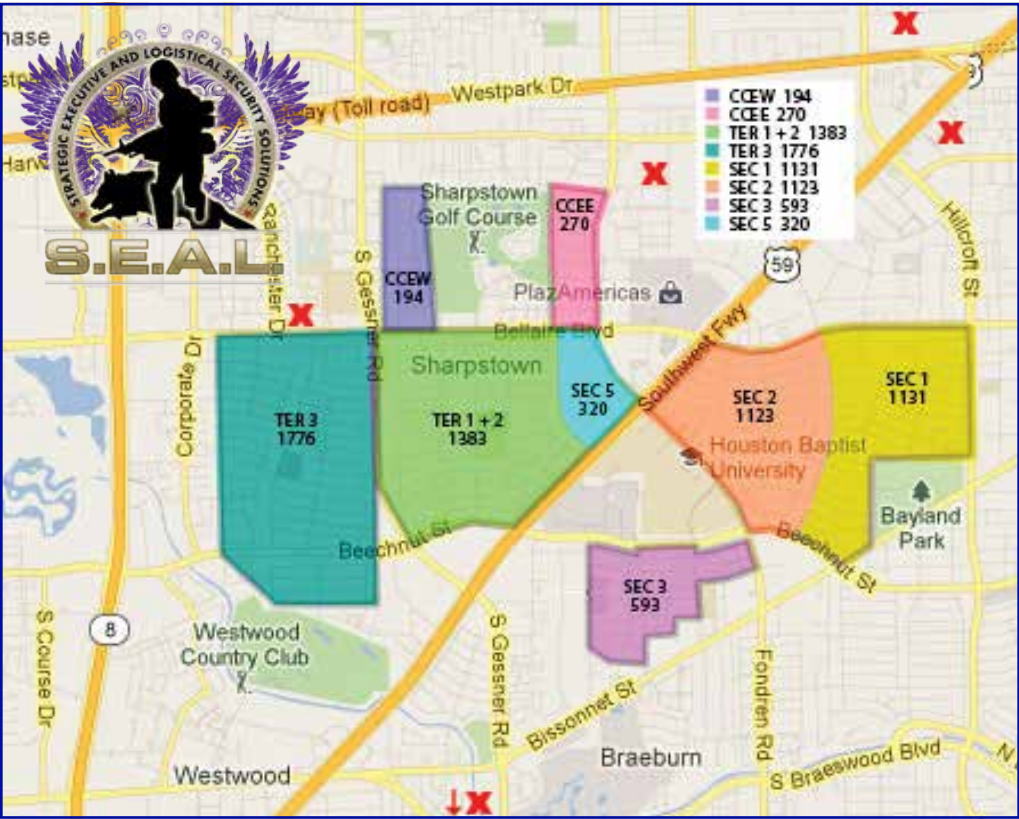 STRATEGIC EXECUTIVE AND LOGISTICAL SECURITY SOLUTIONS
S.E.A.L.
hase
way (Toll road)
Westpark Dr
Harw
CCEW 194
CCEE 270
TER 1 + 2 1383
TER 3 1776
SEC 1 1131
SEC 2 1123
SEC 3 593
SEC 5 320
X
X
X
X
Ranchester Dr
S Gessner Rd
Sharpstown
Golf Course
CCEE
270
CCEW
194
PlazAmericas
59
Hillcroft St
Bellaire Blvd
Southwest Fwy
Corporate Dr
Sharpstown
TER 3
1776
TER 1 + 2
1383
SEC 5
320
SEC 2
1123
SEC 1
1131
Houston Baptist
University
Bayland
Park
Beechnut St
Beechnut St
SEC 3
593
8
S Course Dr
Westwood
Country Club
S Gessner Rd
Bissonnet St
Fondren Rd
Braeburn
S Braeswood Blvd
N
Westwood
↓X